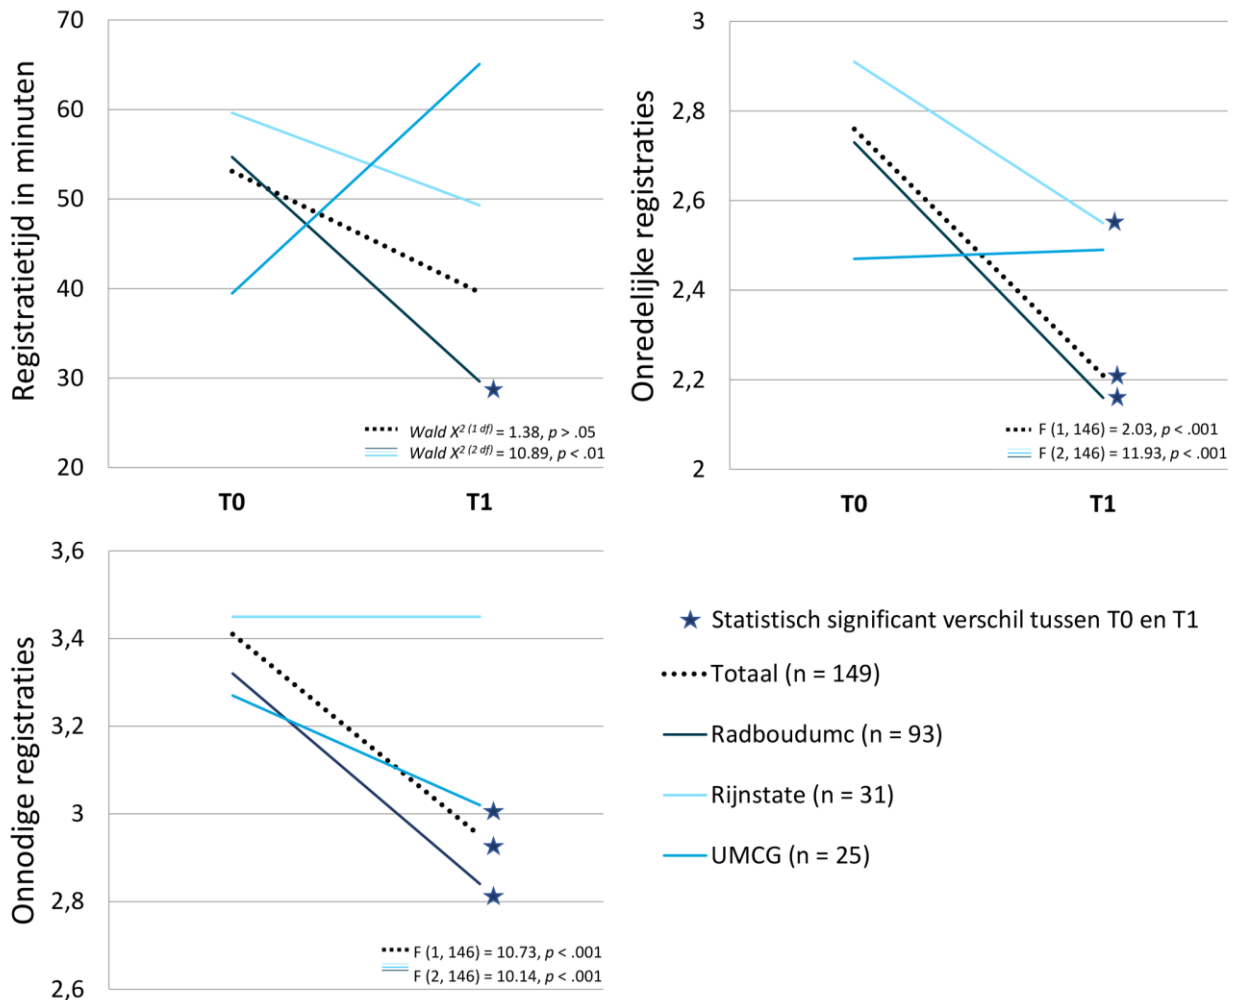 Registratietijd in minuten
70
60
50
40
30
20
Wald X² (1 df) = 1.38, p > .05
Wald X² (2 df) = 10.89, p < .01
T0 T1
Onredelijke registraties
3
2,8
2,6
2,4
2,2
2
F (1, 146) = 2.03, p < .001
F (2, 146) = 11.93, p < .001
T0 T1
Onnodige registraties
3,6
3,4
3,2
3
2,8
2,6
F (1, 146) = 10.73, p < .001
F (2, 146) = 10.14, p < .001
Statistisch significant verschil tussen T0 en T1
Totaal (n = 149)
Radboudumc (n = 93)
Rijnstate (n = 31)
UMCG (n = 25)